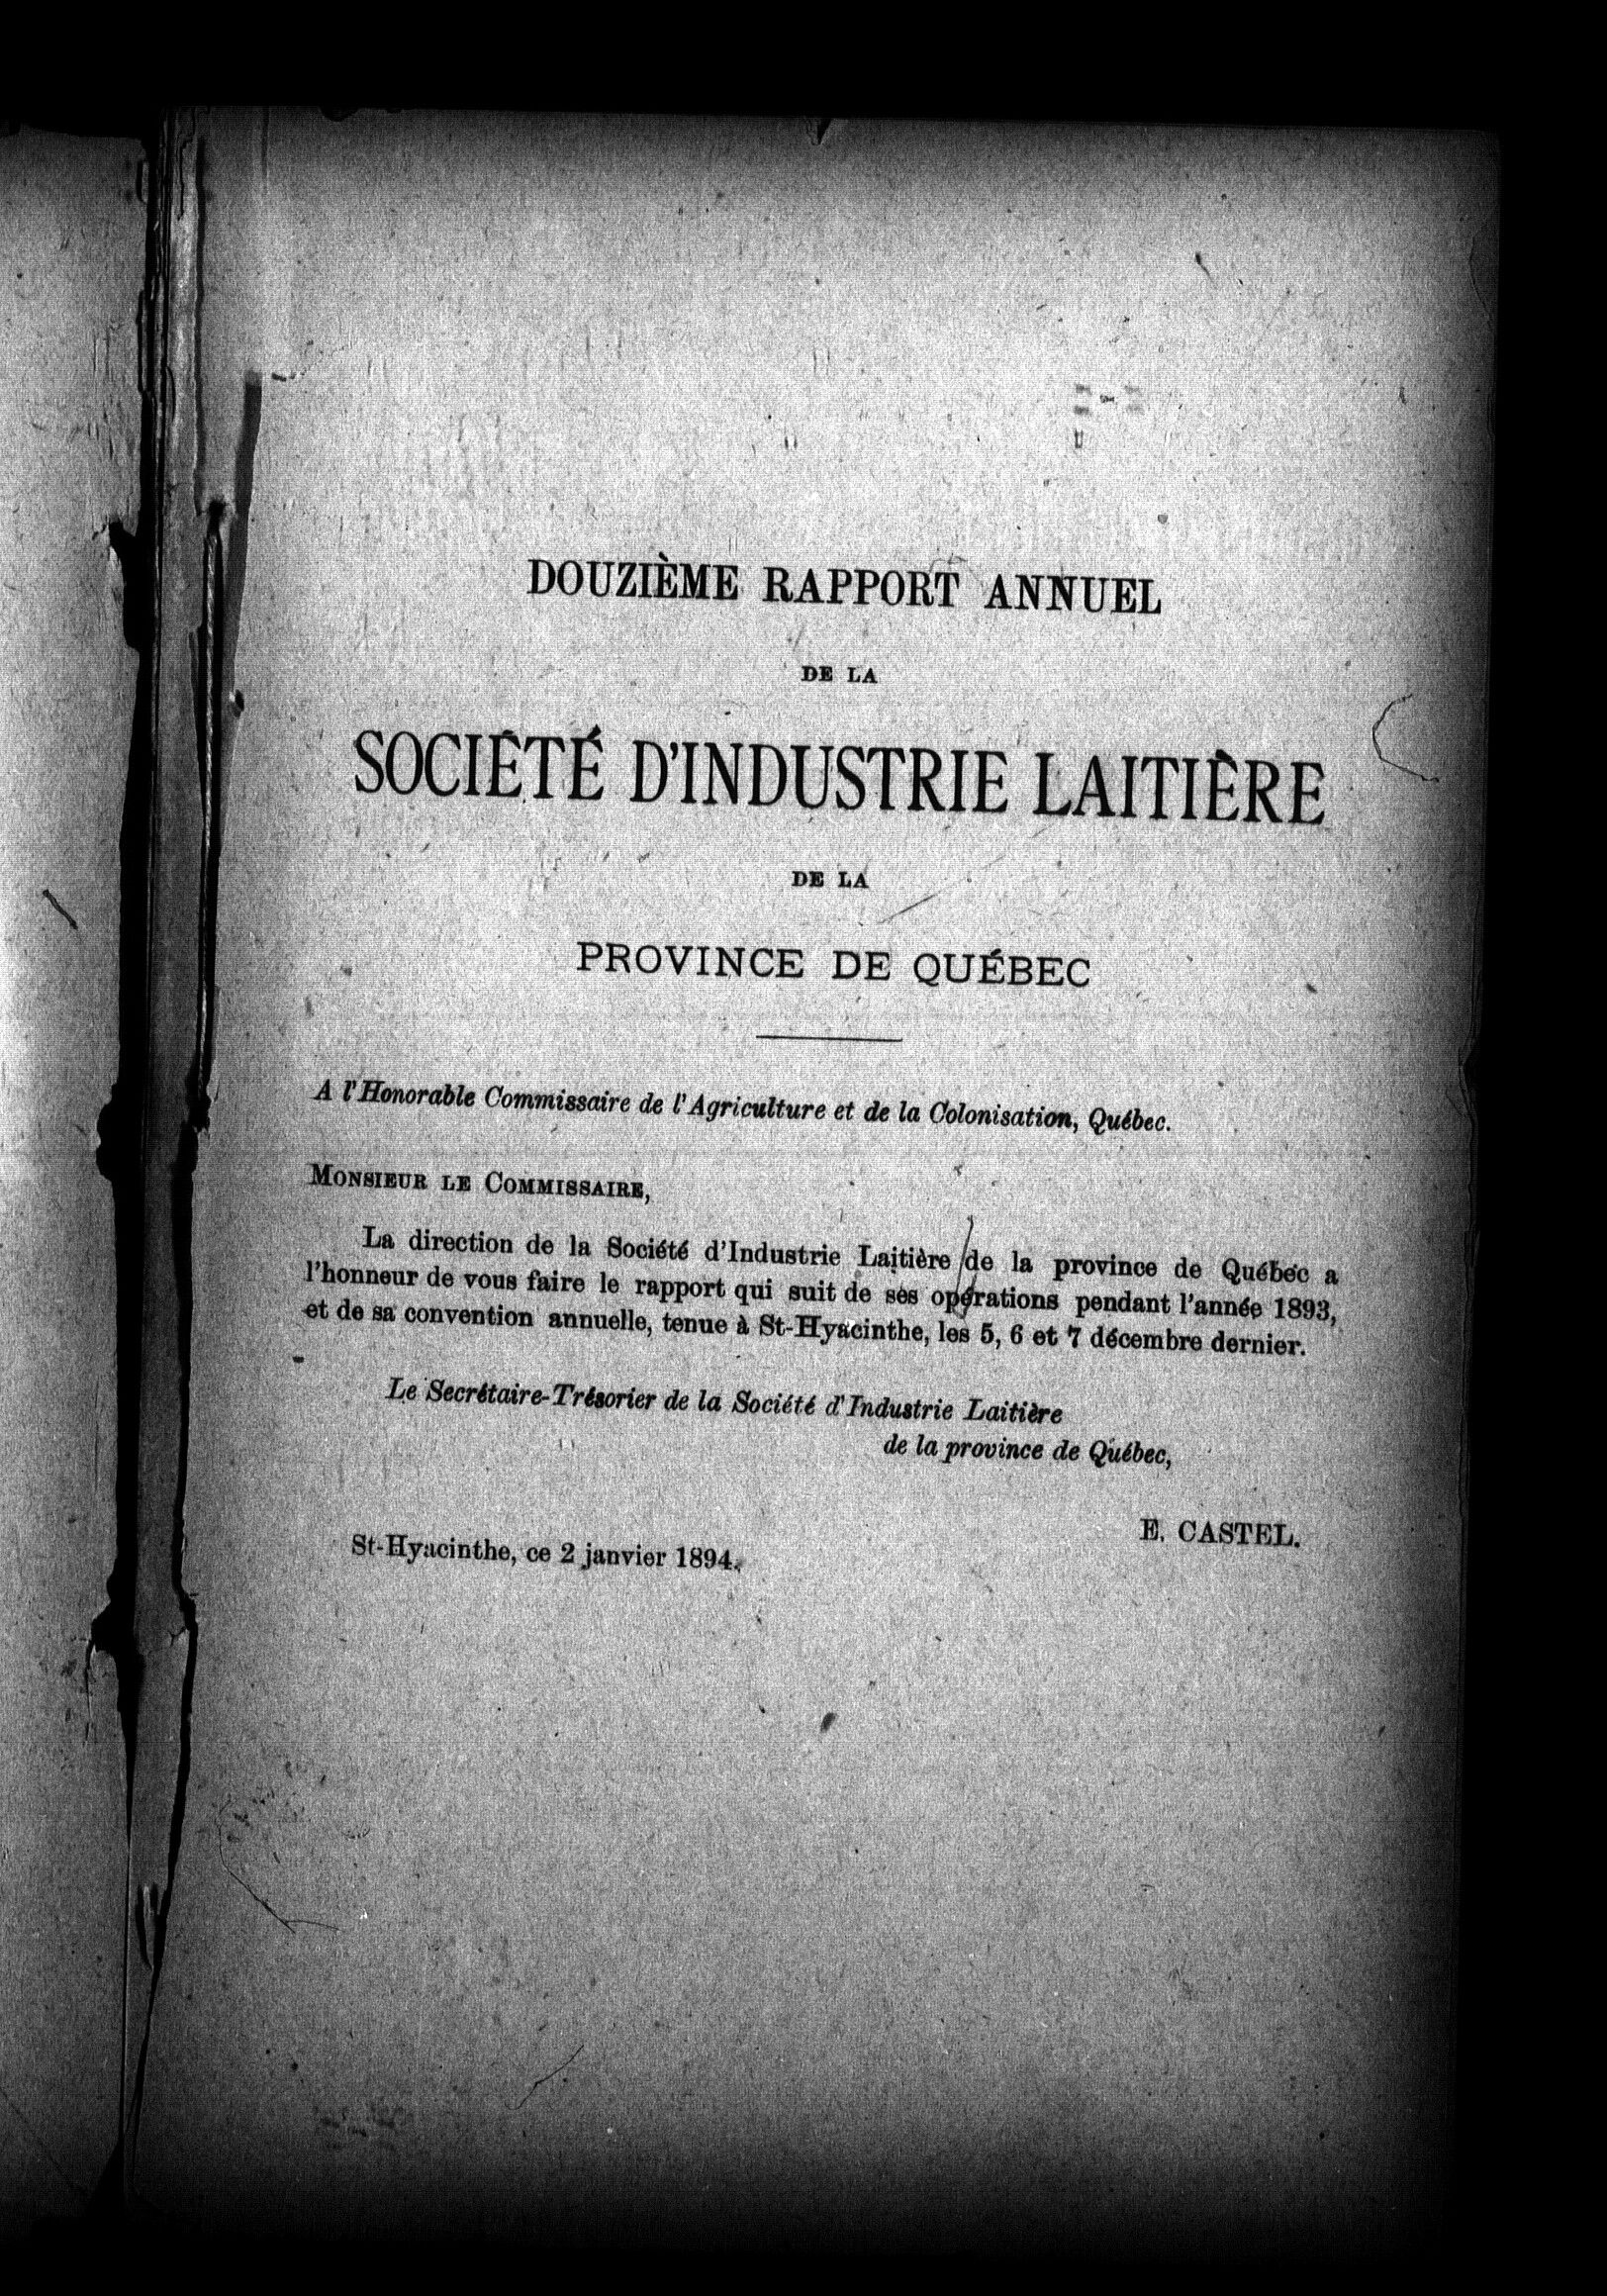 DOUZIÈME RAPPORT ANNUEL
DE LA
SOCIÉTÉ D'INDUSTRIE LAITIÈRE
DE LA
PROVINCE DE QUÉBEC
A l'Honorable Commissaire de l'Agriculture et de la Colonisation, Québec.
MONSIEUR LE COMMISSAIRE,
La direction de la Société d'Industrie Laitière de la province de Québec a
l'honneur de vous faire le rapport qui suit de ses opérations pendant l'année 1893,
et de sa convention annuelle, tenue à St-Hyacinthe, les 5, 6 et 7 décembre dernier.
Le Secrétaire-Trésorier de la Société d'Industrie Laitière
de la province de Québec,
E. CASTEL.
St-Hyacinthe, ce 2 janvier 1894.